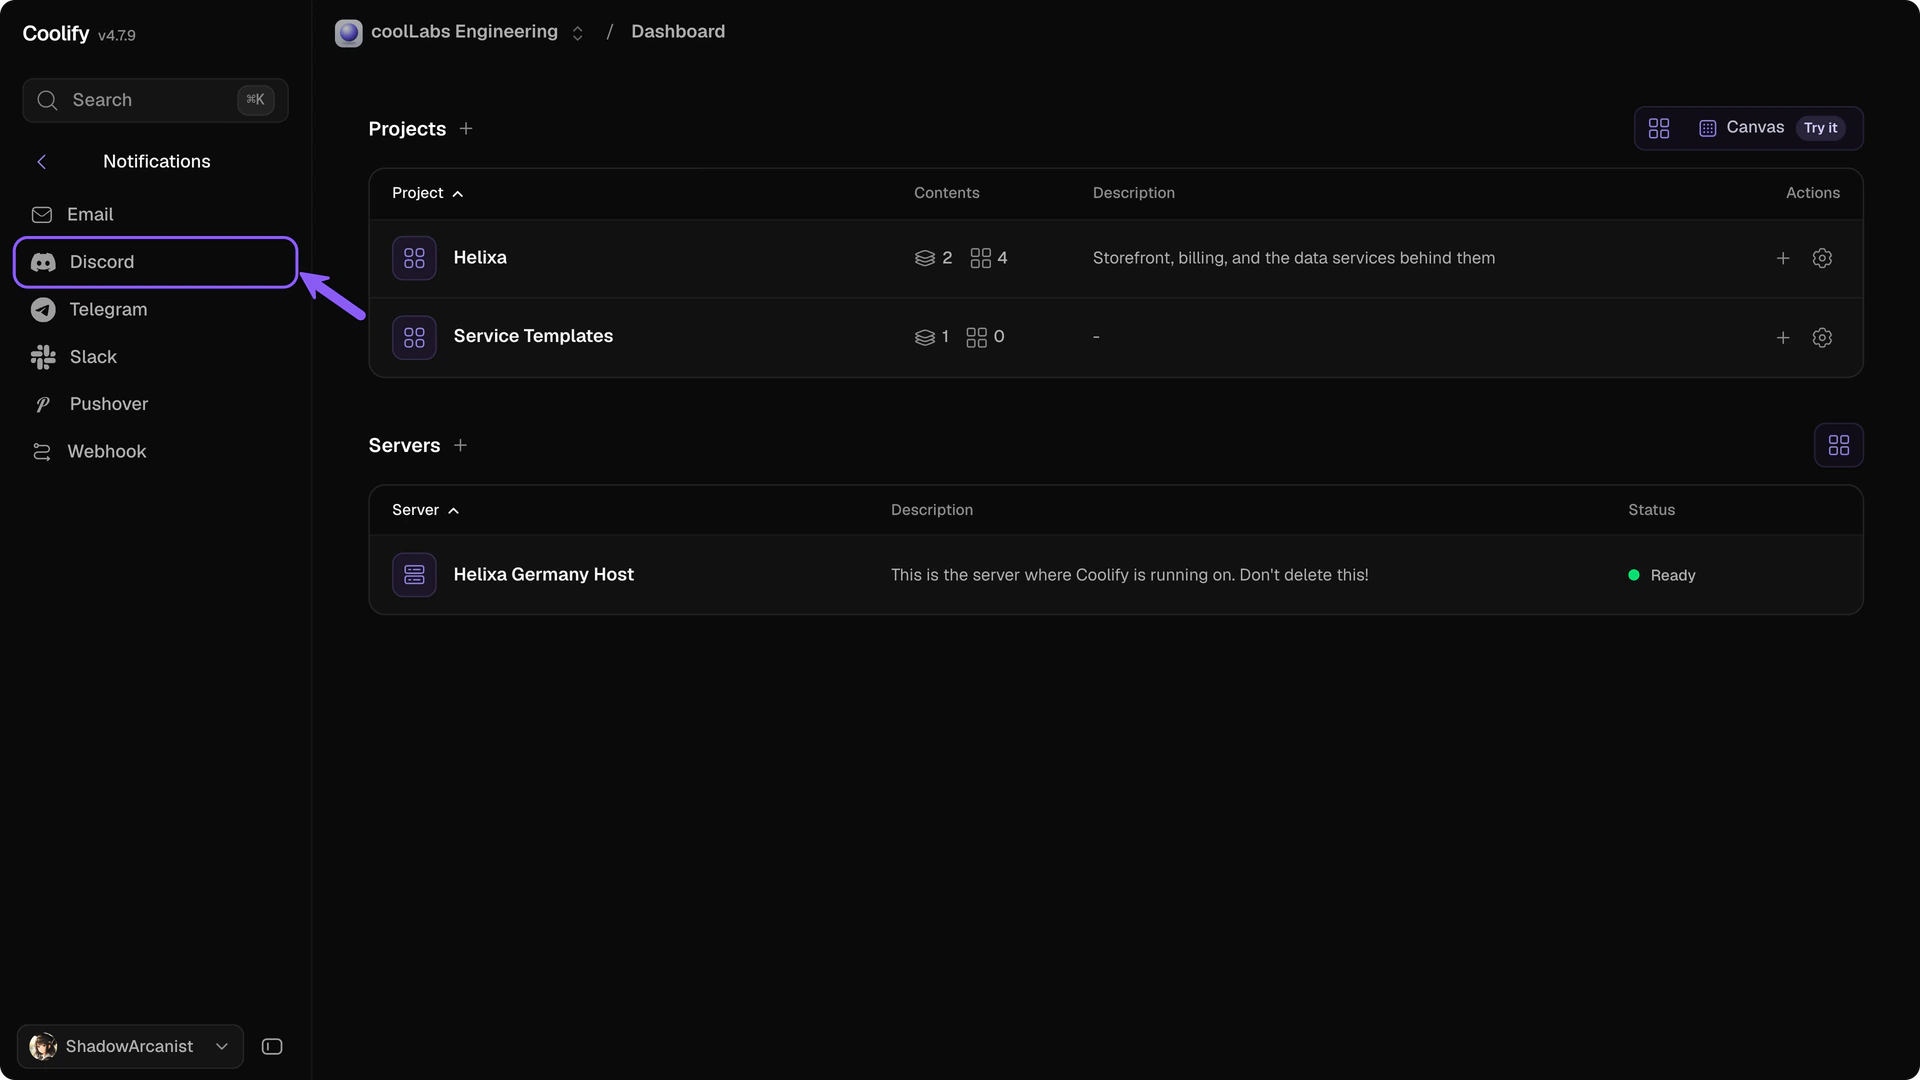 Coolify v4.7.9
Search ⌘K
Notifications
Email
Discord
Telegram
Slack
Pushover
Webhook
ShadowArcanist
coolLabs Engineering / Dashboard
Projects +
Canvas Try it
Project Contents Description Actions
Helixa 2 4 Storefront, billing, and the data services behind them
Service Templates 1 0 -
Servers +
Server Description Status
Helixa Germany Host This is the server where Coolify is running on. Don't delete this! Ready